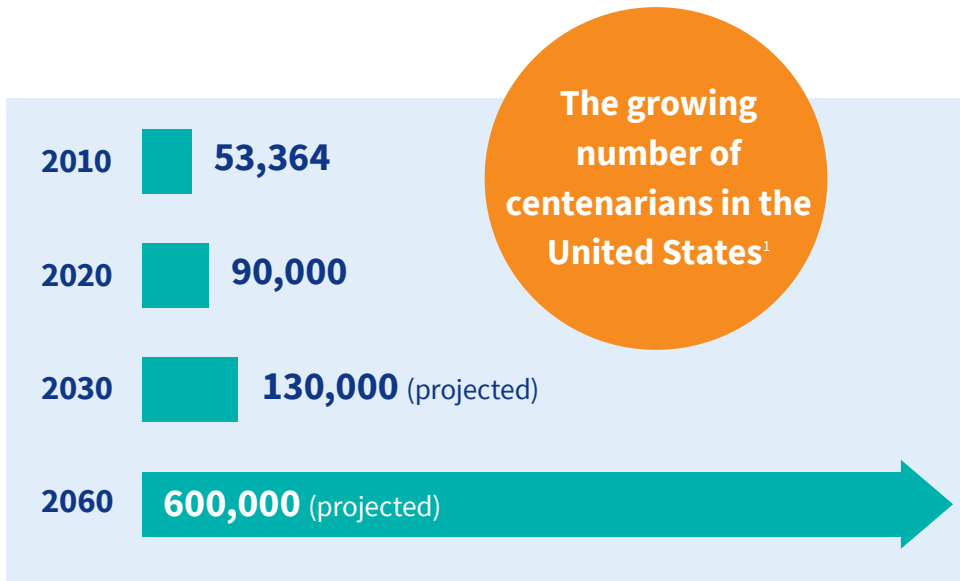 The growing
number of
centenarians in the
United States¹
2010 53,364
2020 90,000
2030 130,000 (projected)
2060 600,000 (projected)